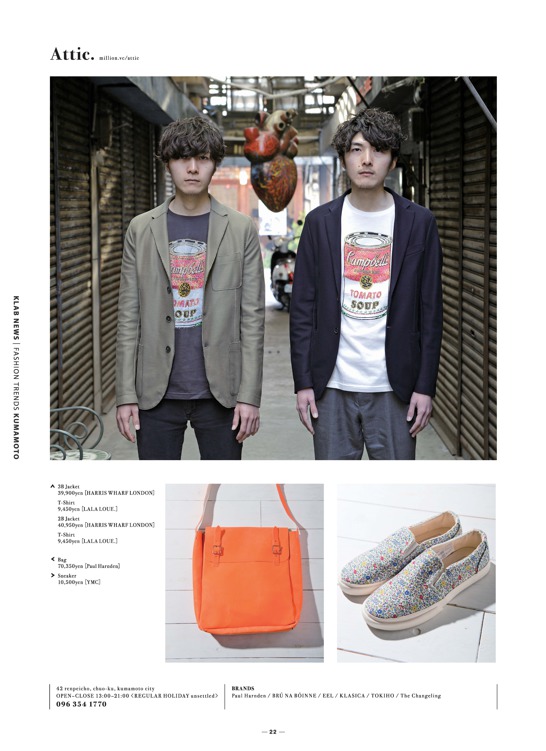 Attic. million.vc/attic
Campbell's
TOMATO
SOUP
Campbell's
TOMATO
SOUP
KLAB NEWS | FASHION TRENDS KUMAMOTO
38 Jacket
39,900yen [HARRIS WHARF LONDON]
T-Shirt
9,450yen [LALA LOUE.]
28 Jacket
40,950yen [HARRIS WHARF LONDON]
T-Shirt
9,450yen [LALA LOUE.]
Bag
70,350yen [Paul Harnden]
Sneaker
10,500yen [YMC]
42 renpeicho, chuo-ku, kumamoto city
OPEN-CLOSE 13:00-21:00 (REGULAR HOLIDAY unsettled)
096 354 1770
BRANDS
Paul Harnden / BRÚ NA BÓINNE / EEL / KLASICA / TOKIHO / The Changeling
— 22 —